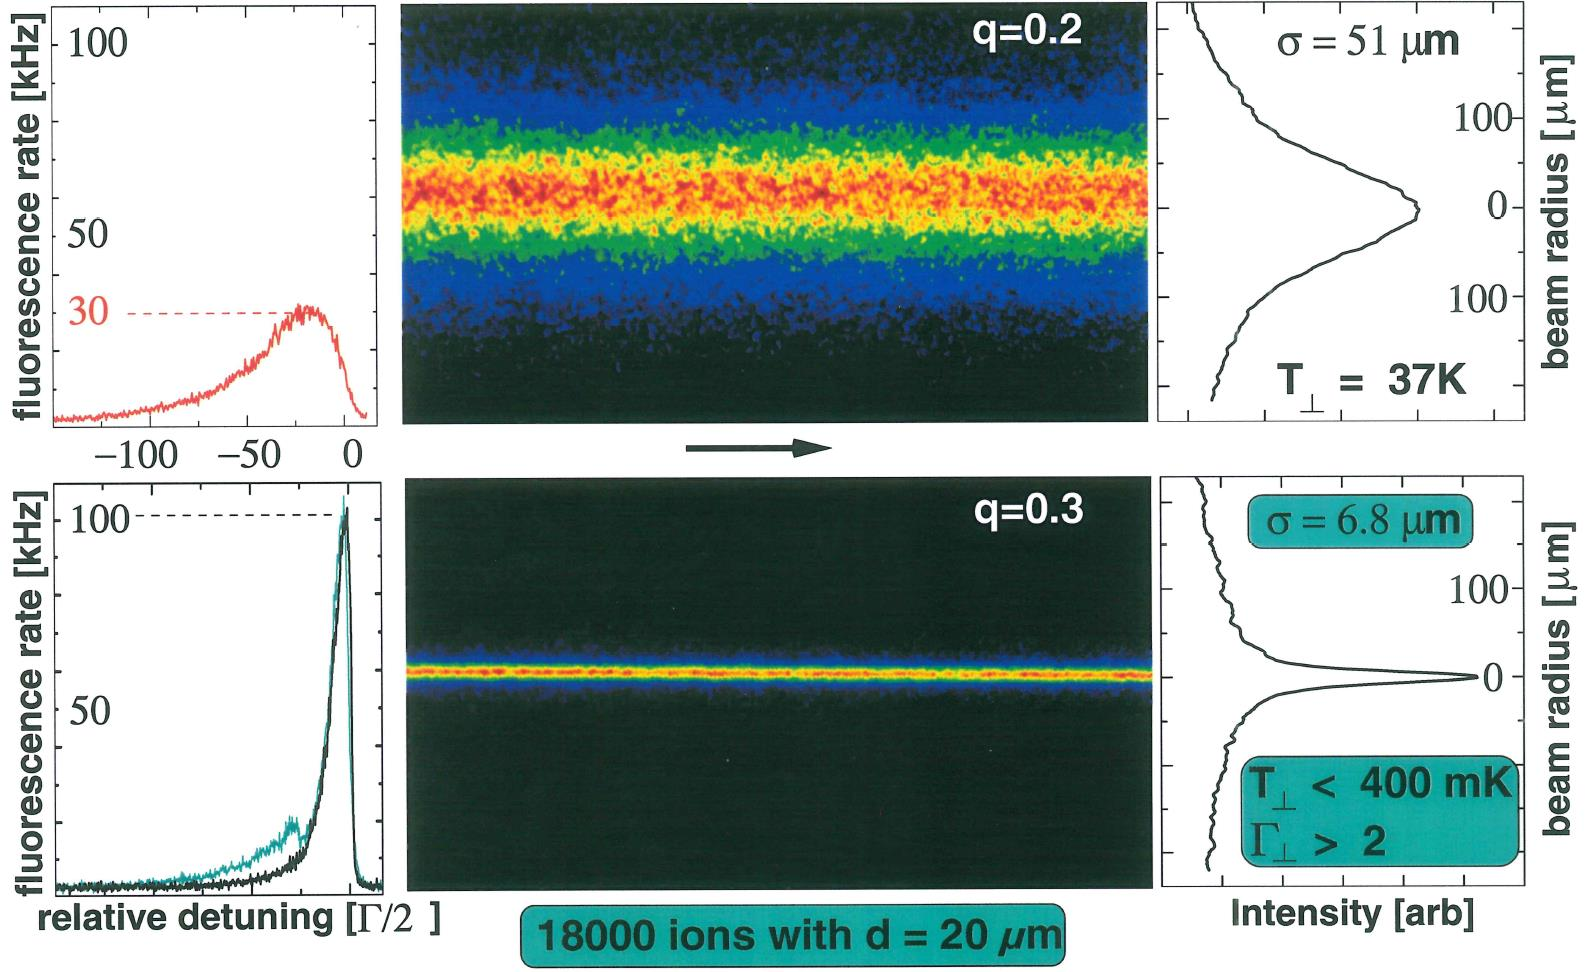 fluorescence rate [kHz]
100
50
30
−100 −50 0
q=0.2
σ = 51 μm
100
0
100
T⊥ = 37K
beam radius [μm]
fluorescence rate [kHz]
100
50
relative detuning [Γ/2 ]
q=0.3
18000 ions with d = 20 μm
σ = 6.8 μm
100
0
T⊥ < 400 mK
Γ⊥ > 2
beam radius [μm]
Intensity [arb]